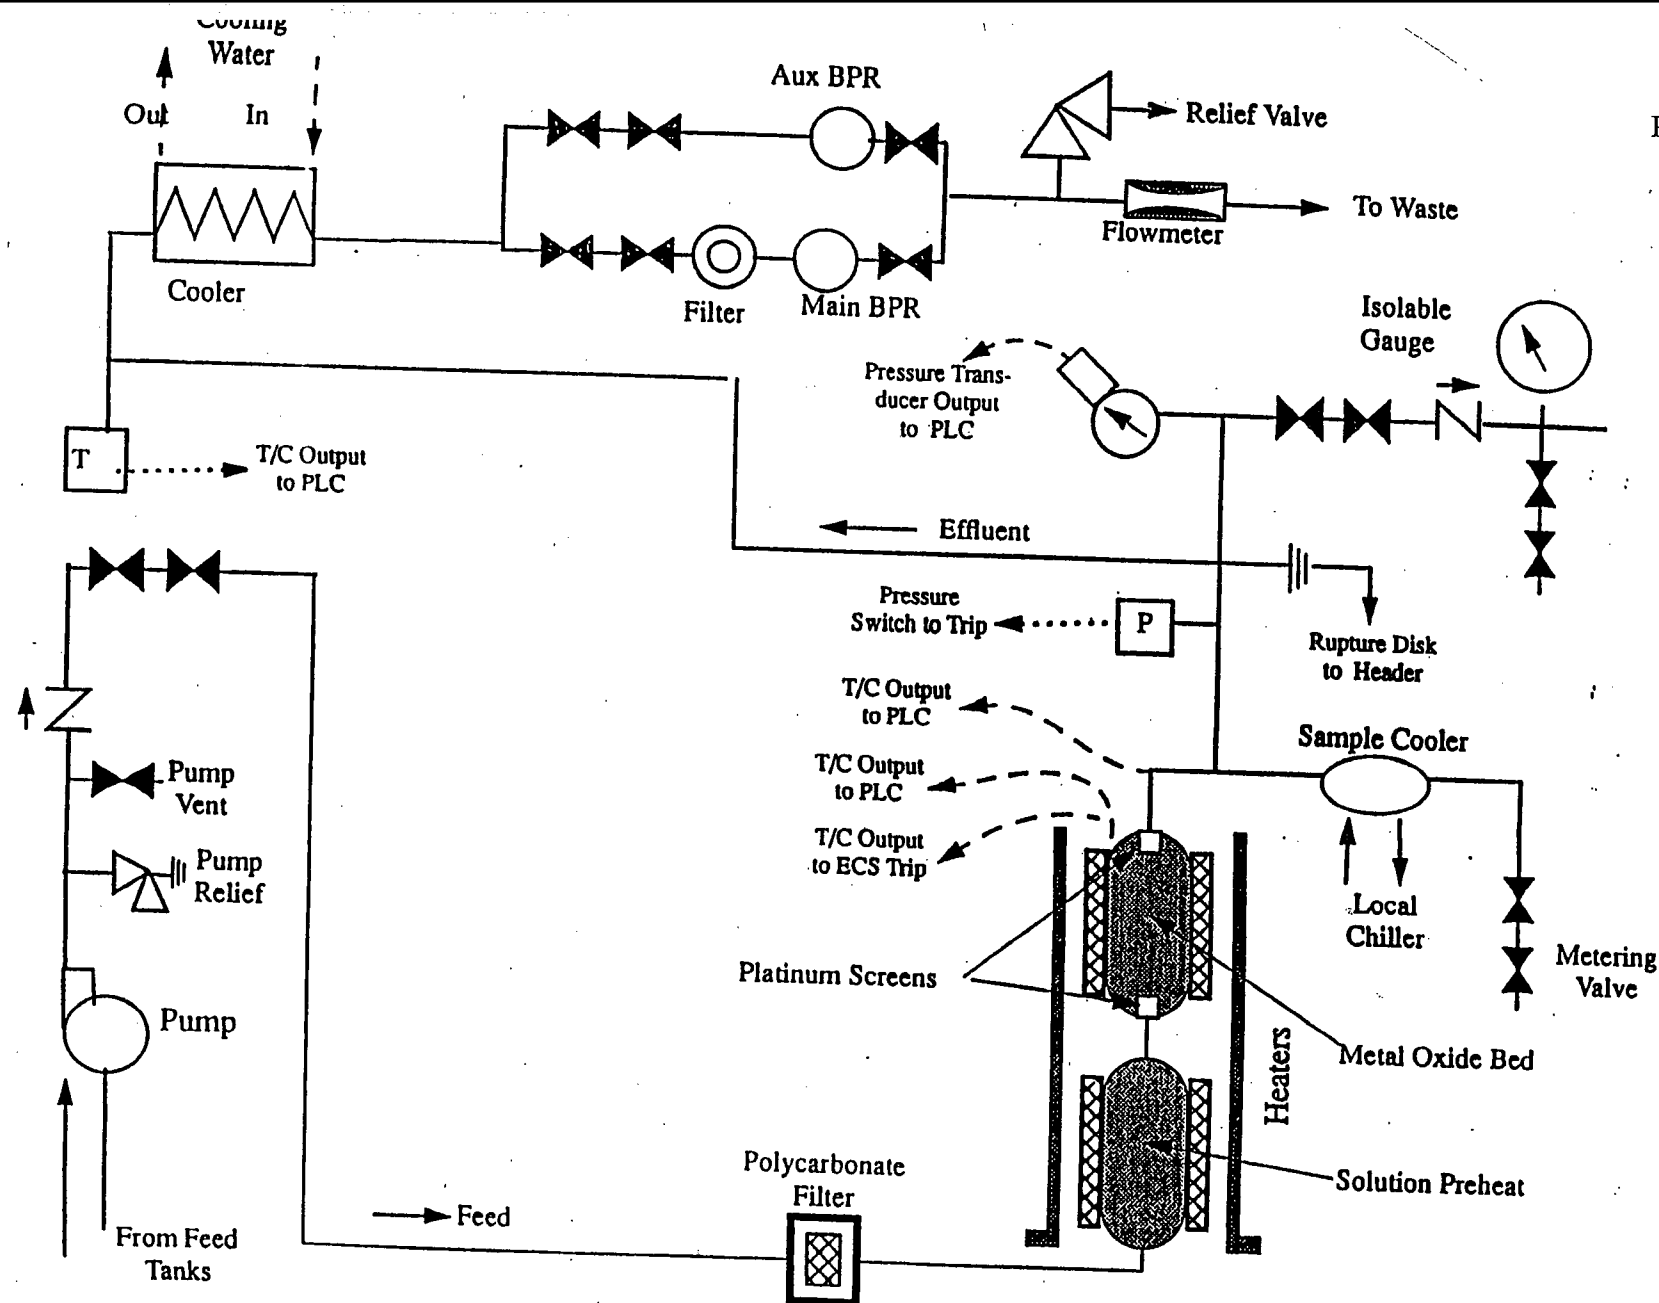 Cooling
Water
Out
In
Aux BPR
Relief Valve
To Waste
Flowmeter
Cooler
Filter
Main BPR
Isolable
Gauge
Pressure Trans-
ducer Output
to PLC
T
T/C Output
to PLC
Effluent
Pressure
Switch to Trip
P
Rupture Disk
to Header
T/C Output
to PLC
Sample Cooler
T/C Output
to PLC
Pump
Vent
T/C Output
to ECS Trip
Pump
Relief
Local
Chiller
Metering
Valve
Platinum Screens
Pump
Heaters
Metal Oxide Bed
Polycarbonate
Filter
Solution Preheat
Feed
From Feed
Tanks